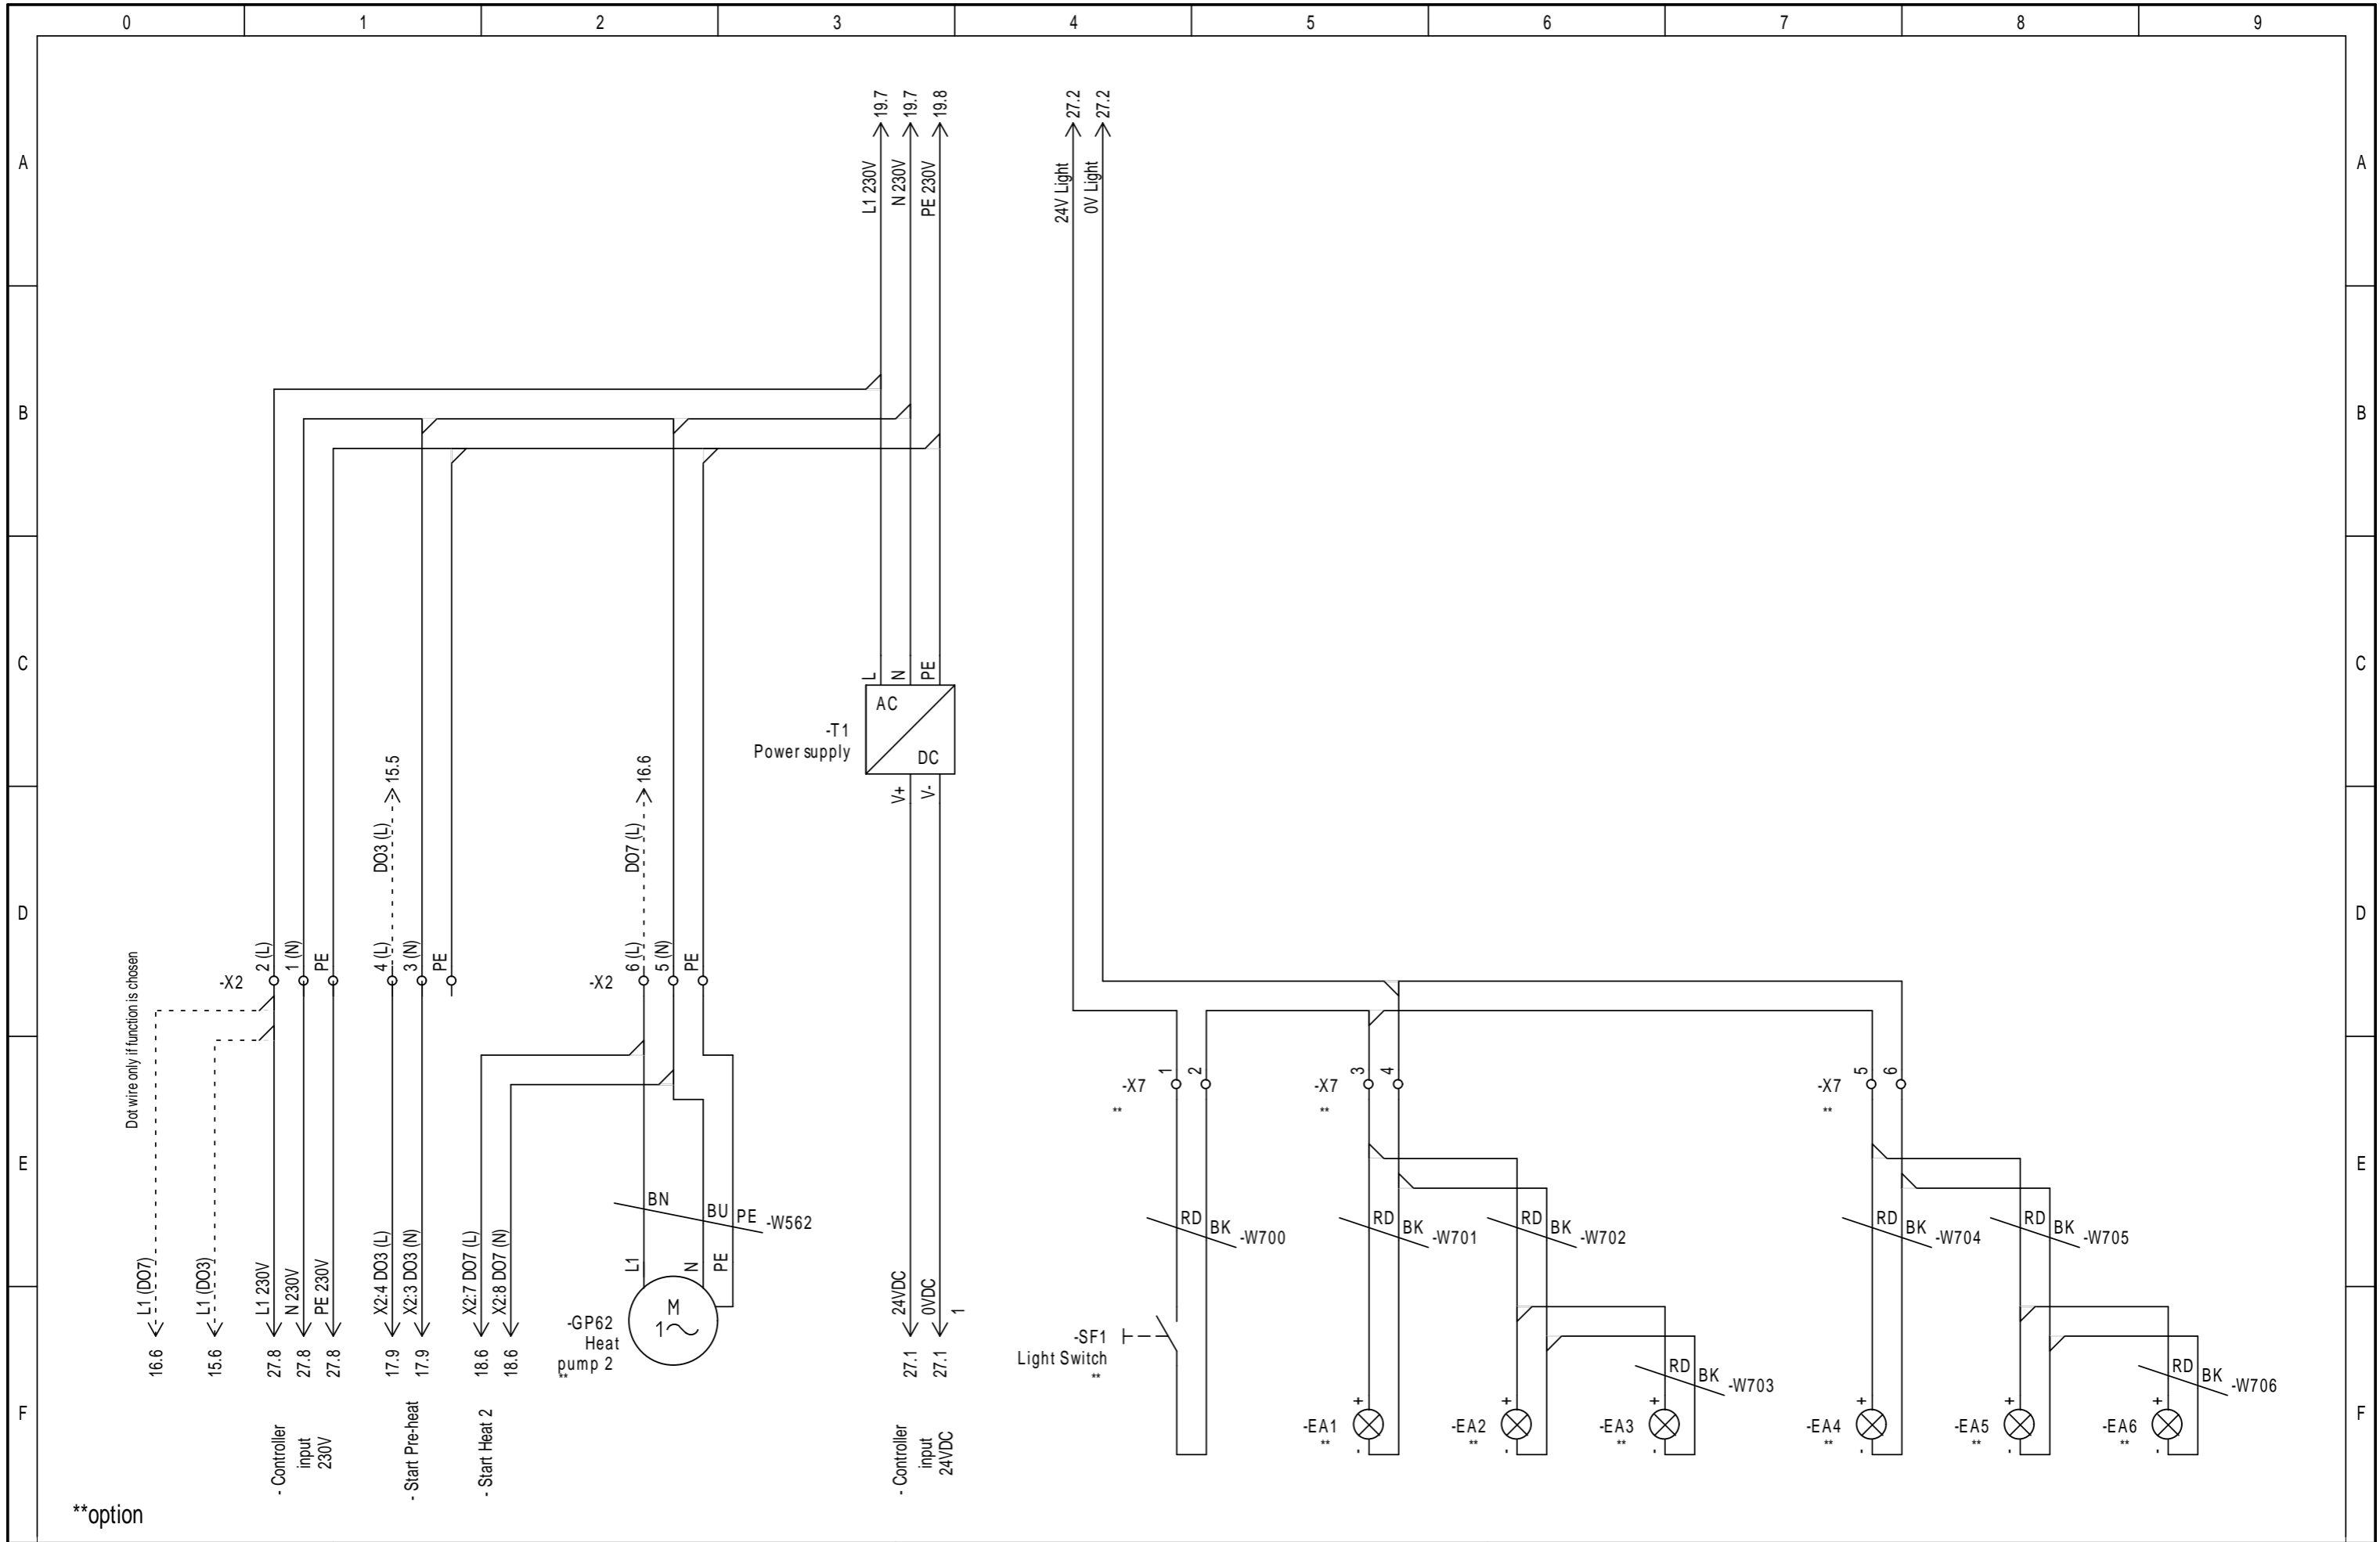 0 1 2 3 4 5 6 7 8 9
A
B
C
D
E
F
A
B
C
D
E
F
19.7
19.7
19.8
L1 230V
N 230V
PE 230V
27.2
27.2
24V Light
0V Light
L
N
PE
AC
DC
-T1
Power supply
V+
V-
15.5
DO3 (L)
16.6
DO7 (L)
Dot wire only if function is chosen
-X2
2 (L)
1 (N)
PE
4 (L)
3 (N)
PE
-X2
6 (L)
5 (N)
PE
-X7
**
1
2
-X7
**
3
4
-X7
**
5
6
BN
BU
PE
-W562
RD
BK
-W700
RD
BK
-W701
RD
BK
-W702
RD
BK
-W704
RD
BK
-W705
L1 (DO7)
16.6
L1 (DO3)
15.6
L1 230V
27.8
N 230V
27.8
PE 230V
27.8
X2:4 DO3 (L)
17.9
X2:3 DO3 (N)
17.9
X2:7 DO7 (L)
18.6
X2:8 DO7 (N)
18.6
L1
N
PE
M
1
-GP62
Heat
pump 2
**
24VDC
27.1
0VDC
27.1
1
-SF1
Light Switch
**
RD
BK
-W703
RD
BK
-W706
-EA1
**
+
-
-EA2
**
+
-
-EA3
**
+
-
-EA4
**
+
-
-EA5
**
+
-
-EA6
**
+
-
- Controller
input
230V
- Start Pre-heat
- Start Heat 2
- Controller
input
24VDC
**option